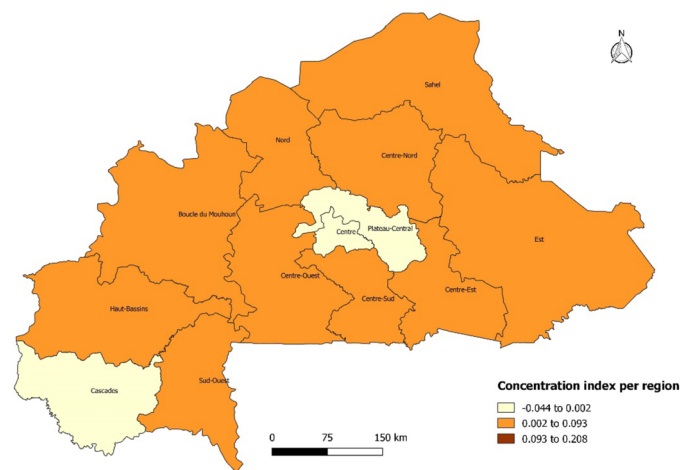 N
Sahel
Nord
Centre-Nord
Boucle du Mouhoun
Plateau-Central
Centre
Est
Centre-Ouest
Centre-Est
Centre-Sud
Haut-Bassins
Sud-Ouest
Cascades
Concentration index per region
-0.044 to 0.002
0.002 to 0.093
0.093 to 0.208
0 75 150 km